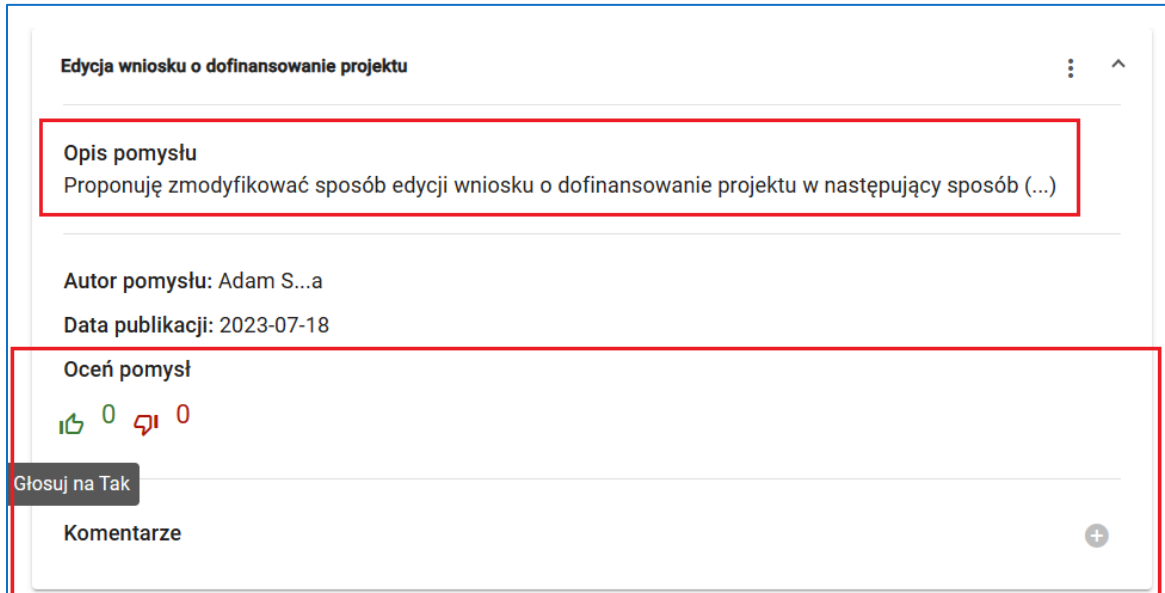 Edycja wniosku o dofinansowanie projektu
Opis pomysłu
Proponuję zmodyfikować sposób edycji wniosku o dofinansowanie projektu w następujący sposób (...)
Autor pomysłu: Adam S...a
Data publikacji: 2023-07-18
Oceń pomysł
0 0
Głosuj na Tak
Komentarze